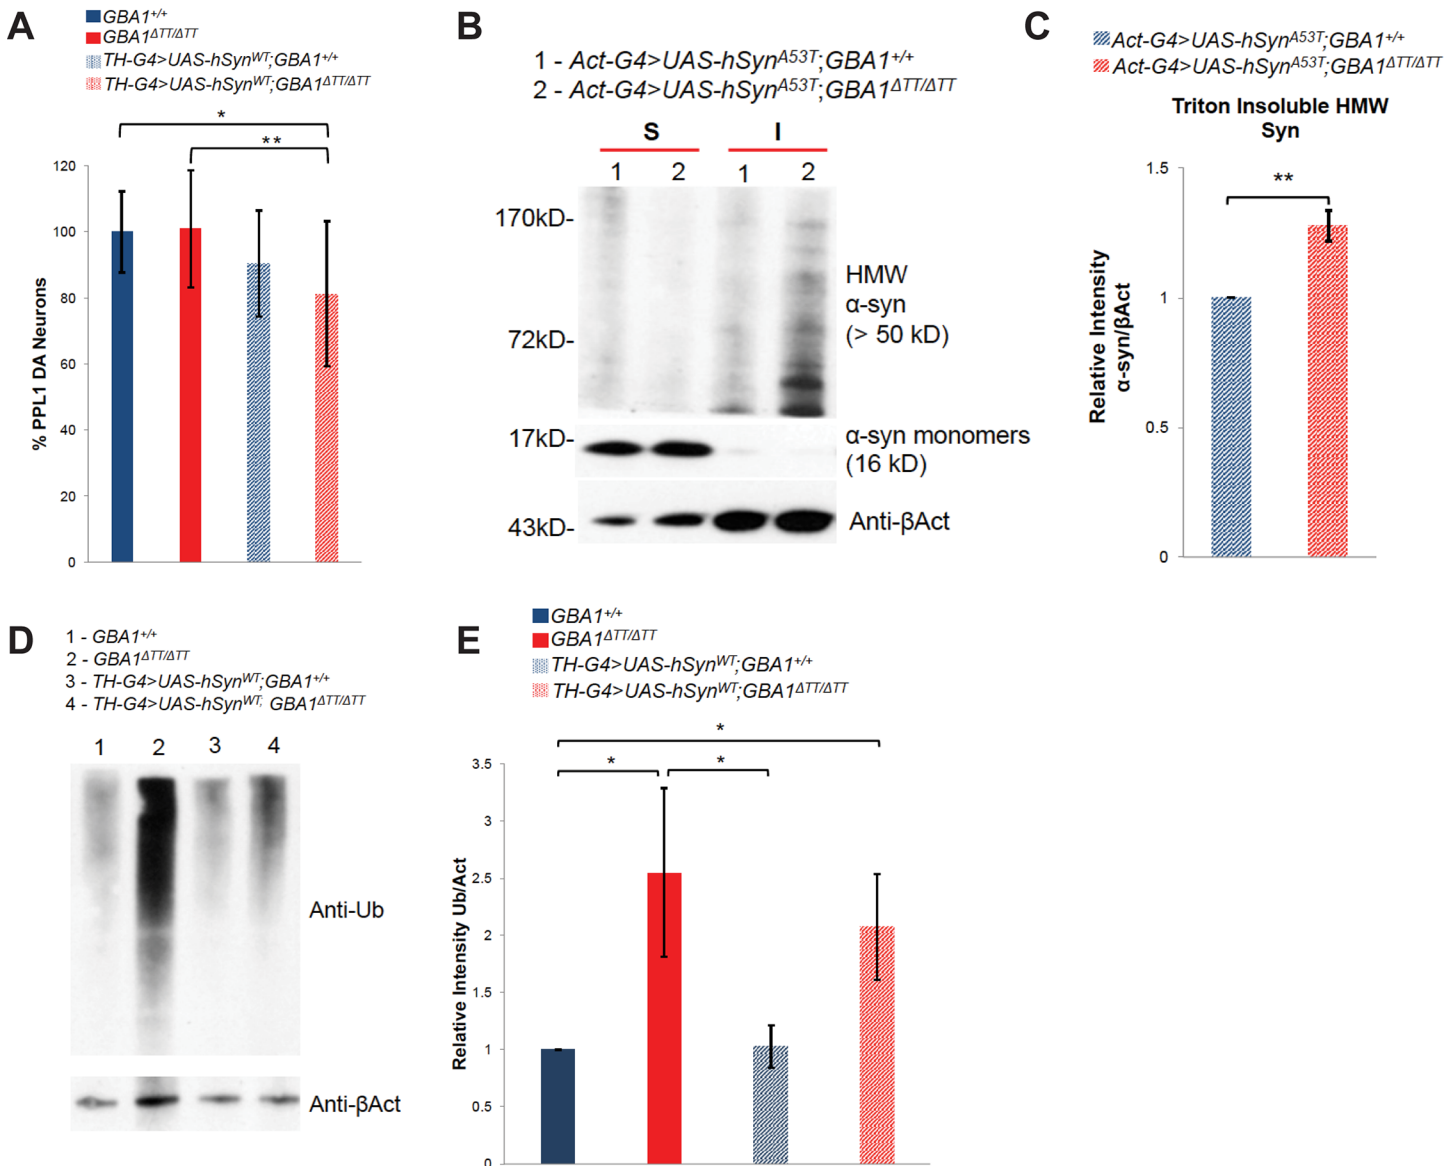 A
GBA1+/+
GBA1ΔTT/ΔTT
TH-G4>UAS-hSynWT;GBA1+/+
TH-G4>UAS-hSynWT;GBA1ΔTT/ΔTT
*
**
120
100
80
60
40
20
0
% PPL1 DA Neurons
B
1 - Act-G4>UAS-hSynA53T;GBA1+/+
2 - Act-G4>UAS-hSynA53T;GBA1ΔTT/ΔTT
S I
1 2 1 2
170kD-
72kD-
17kD-
43kD-
HMW
α-syn
(> 50 kD)
α-syn monomers
(16 kD)
Anti-βAct
C
Act-G4>UAS-hSynA53T;GBA1+/+
Act-G4>UAS-hSynA53T;GBA1ΔTT/ΔTT
Triton Insoluble HMW
Syn
**
1.5
1
0.5
0
Relative Intensity
α-syn/βAct
D
1 - GBA1+/+
2 - GBA1ΔTT/ΔTT
3 - TH-G4>UAS-hSynWT;GBA1+/+
4 - TH-G4>UAS-hSynWT; GBA1ΔTT/ΔTT
1 2 3 4
Anti-Ub
Anti-βAct
E
GBA1+/+
GBA1ΔTT/ΔTT
TH-G4>UAS-hSynWT;GBA1+/+
TH-G4>UAS-hSynWT;GBA1ΔTT/ΔTT
*
* *
3.5
3
2.5
2
1.5
1
0.5
0
Relative Intensity Ub/Act